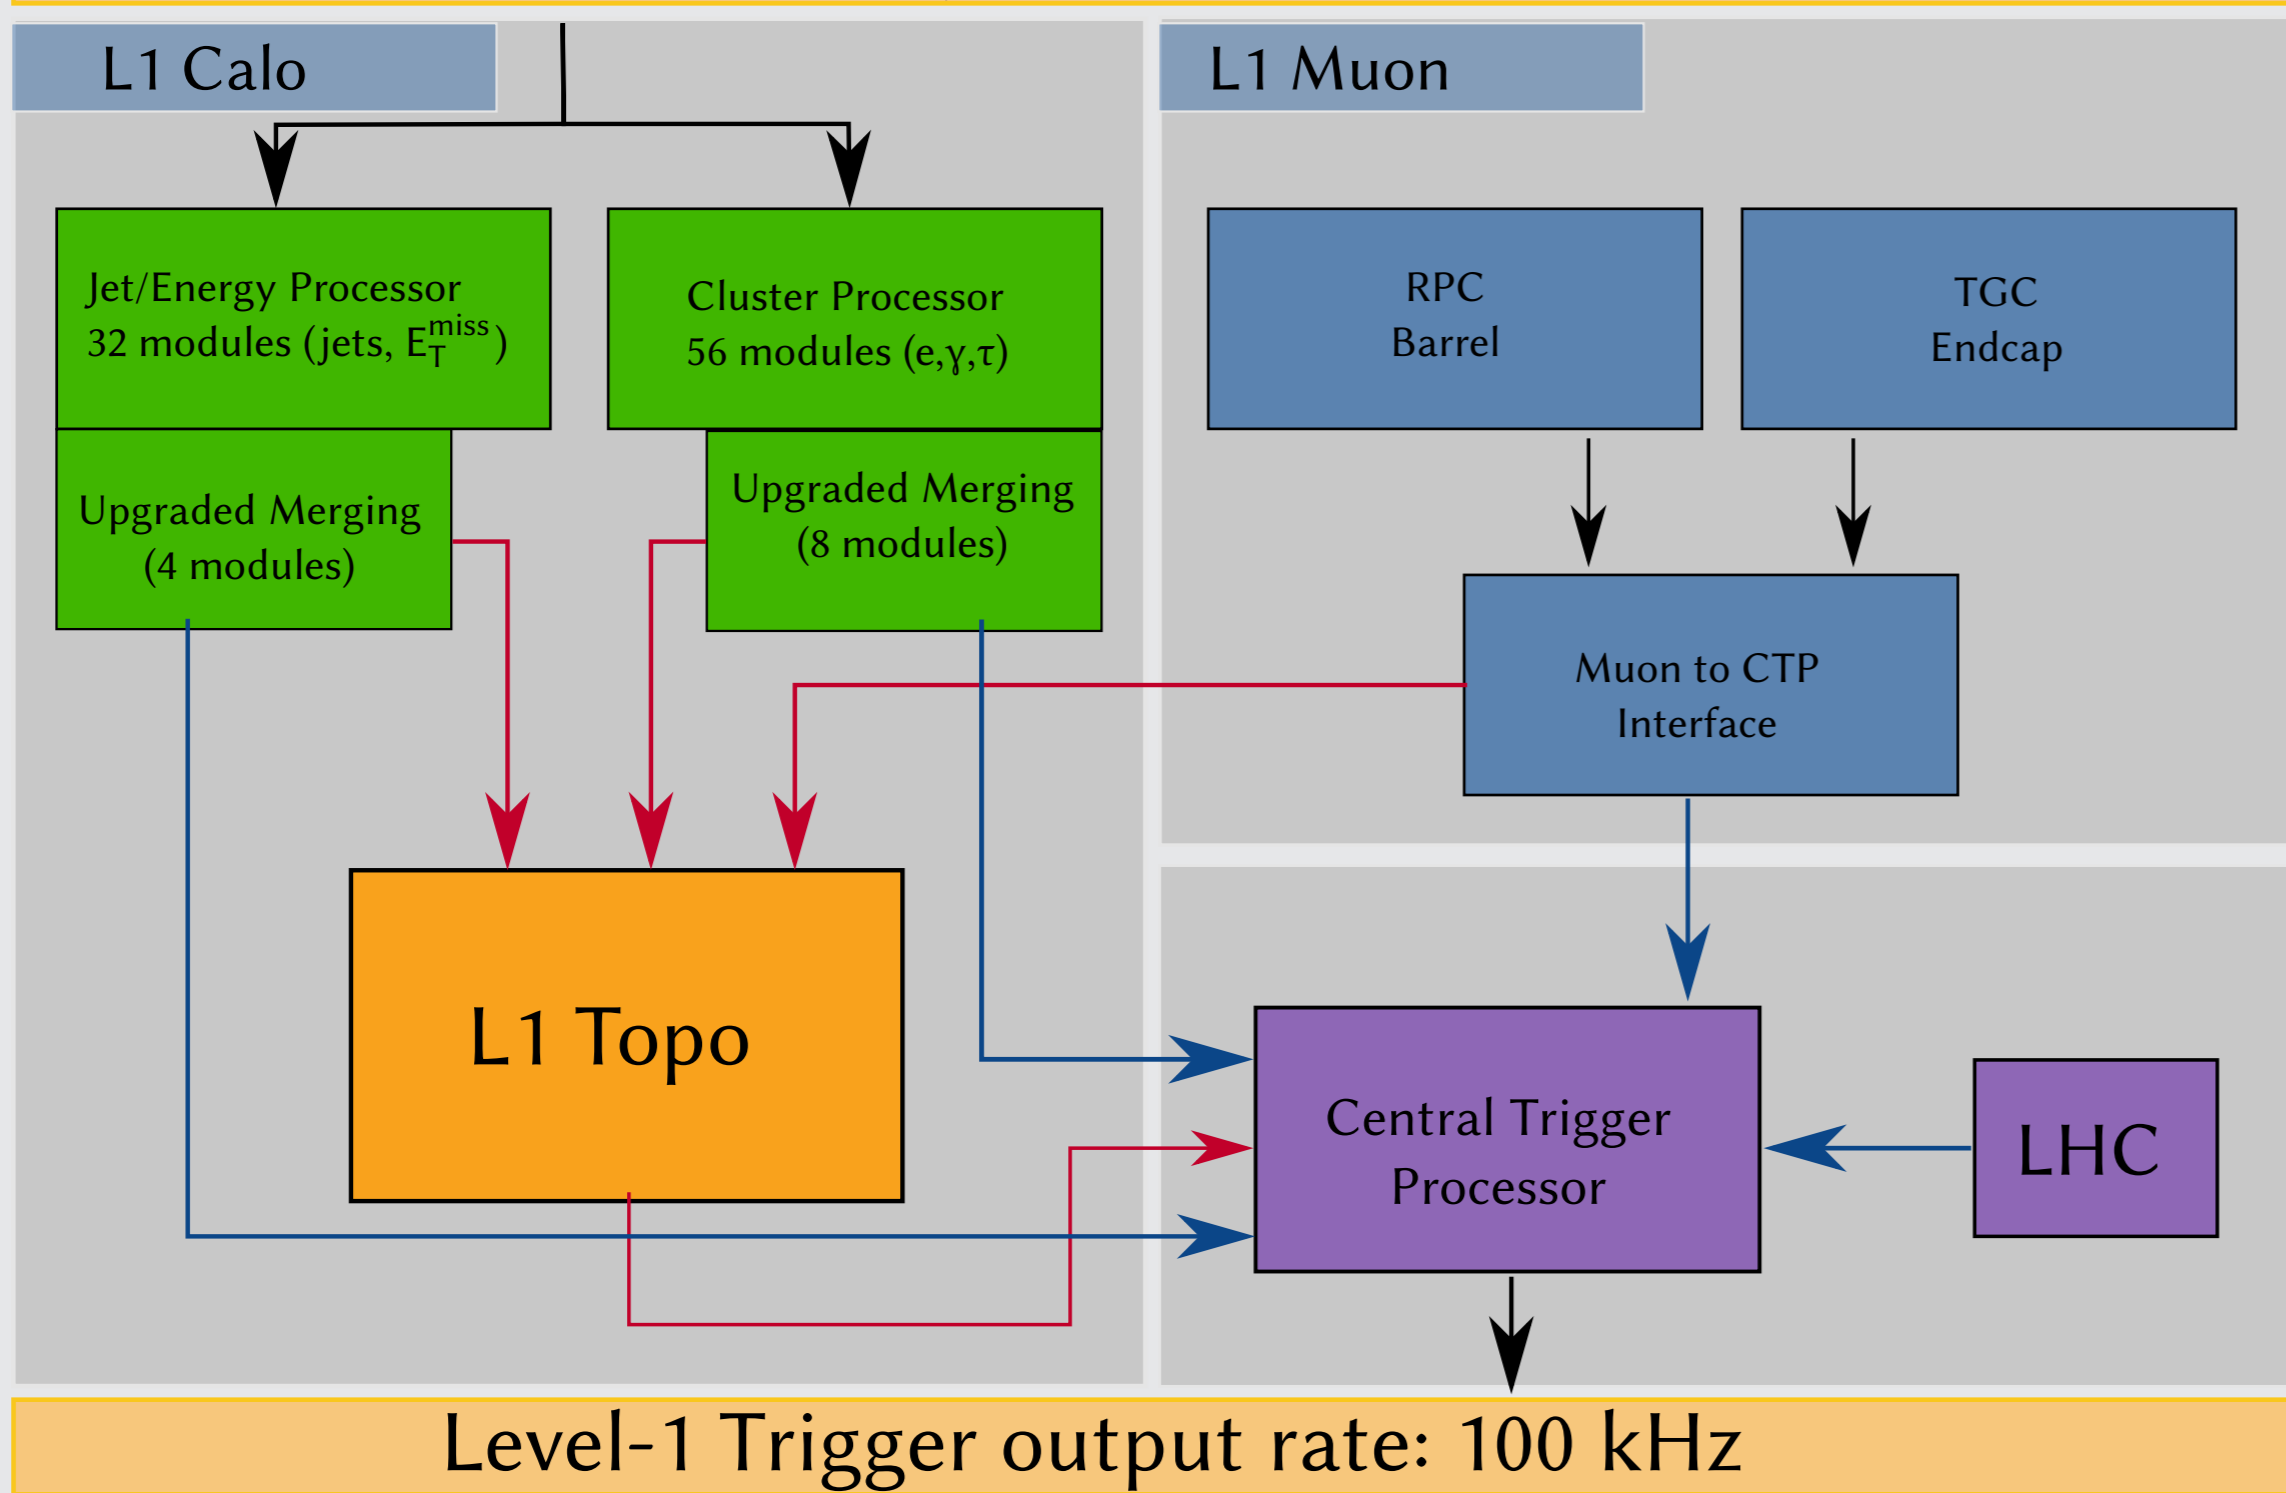 L1 Calo
L1 Muon
Jet/Energy Processor
32 modules (jets, E_T^miss)
Cluster Processor
56 modules (e,γ,τ)
RPC
Barrel
TGC
Endcap
Upgraded Merging
(4 modules)
Upgraded Merging
(8 modules)
Muon to CTP
Interface
L1 Topo
Central Trigger
Processor
LHC
Level-1 Trigger output rate: 100 kHz